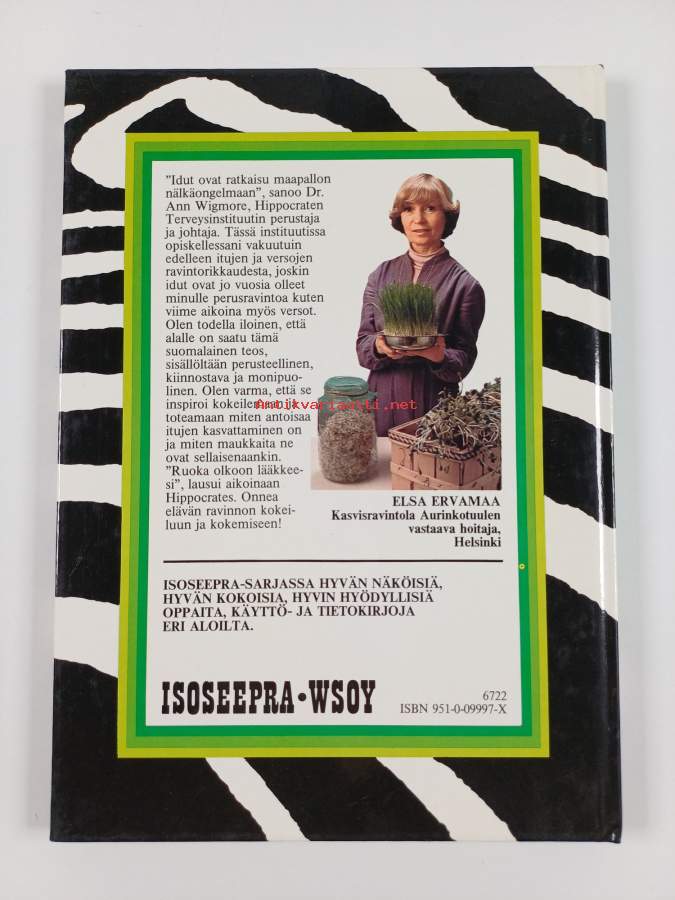 "Idut ovat ratkaisu maapallon
nälkäongelmaan", sanoo Dr.
Ann Wigmore, Hippocraten
Terveysinstituutin perustaja
ja johtaja. Tässä instituutissa
opiskellessani vakuutuin
edelleen itujen ja versojen
ravintorikkaudesta, joskin
idut ovat jo vuosia olleet
minulle perusravintoa kuten
viime aikoina myös versot.
Olen todella iloinen, että
alalle on saatu tämä
suomalainen teos,
sisällöltään perusteellinen,
kiinnostava ja monipuo-
linen. Olen varma, että se
inspiroi kokeilemaan ja
toteamaan miten antoisaa
itujen kasvattaminen on
ja miten maukkaita ne
ovat sellaisenaankin.
"Ruoka olkoon lääkkee-
si", lausui aikoinaan
Hippocrates. Onnea
elävän ravinnon kokei-
luun ja kokemiseen!
Antikvariaatti.net
ELSA ERVAMAA
Kasvisravintola Aurinkotuulen
vastaava hoitaja,
Helsinki
ISOSEEPRA-SARJASSA HYVÄN NÄKÖISIÄ,
HYVÄN KOKOISIA, HYVIN HYÖDYLLISIÄ
OPPAITA, KÄYTTÖ- JA TIETOKIRJOJA
ERI ALOILTA.
ISOSEEPRA•WSOY
6722
ISBN 951-0-09997-X